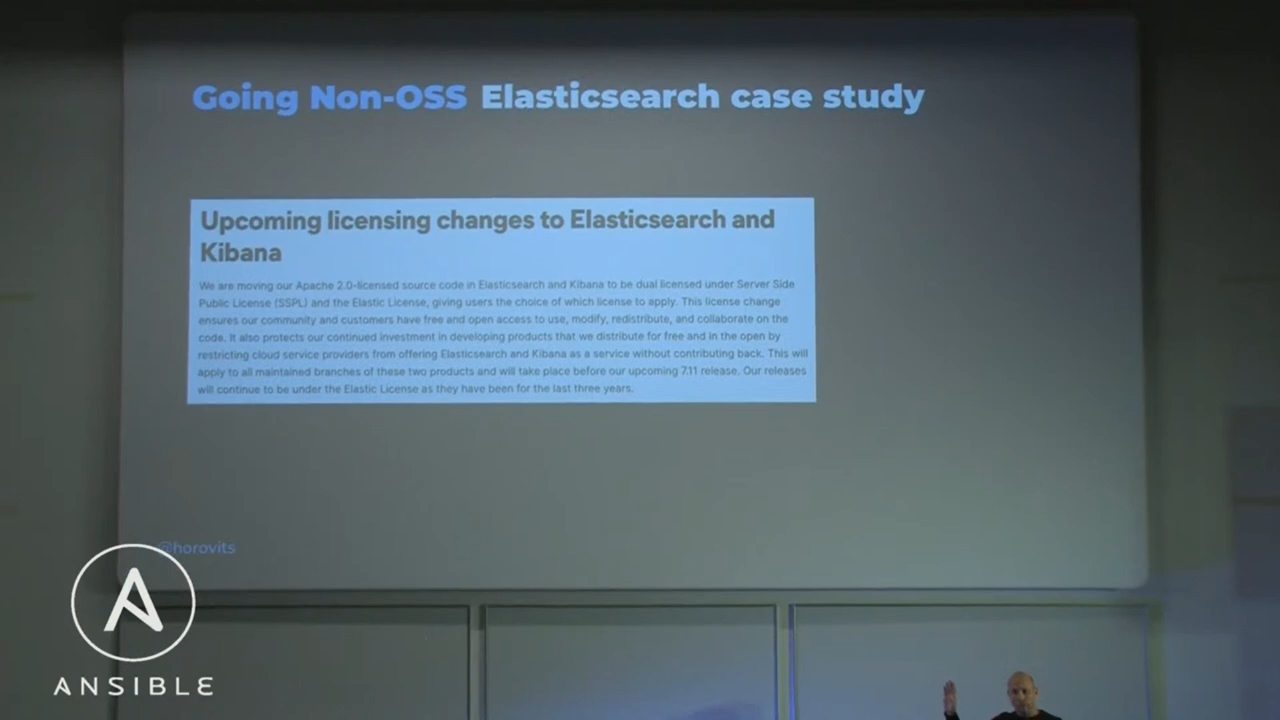 Going Non-OSS Elasticsearch case study
Upcoming licensing changes to Elasticsearch and
Kibana
We are moving our Apache 2.0-licensed source code in Elasticsearch and Kibana to be dual licensed under Server Side
Public License (SSPL) and the Elastic License, giving users the choice of which license to apply. This license change
ensures our community and customers have free and open access to use, modify, redistribute, and collaborate on the
code. It also protects our continued investment in developing products that we distribute for free and in the open by
restricting cloud service providers from offering Elasticsearch and Kibana as a service without contributing back. This will
apply to all maintained branches of these two products and will take place before our upcoming 7.11 release. Our releases
will continue to be under the Elastic License as they have been for the last three years.
@horovits
ANSIBLE